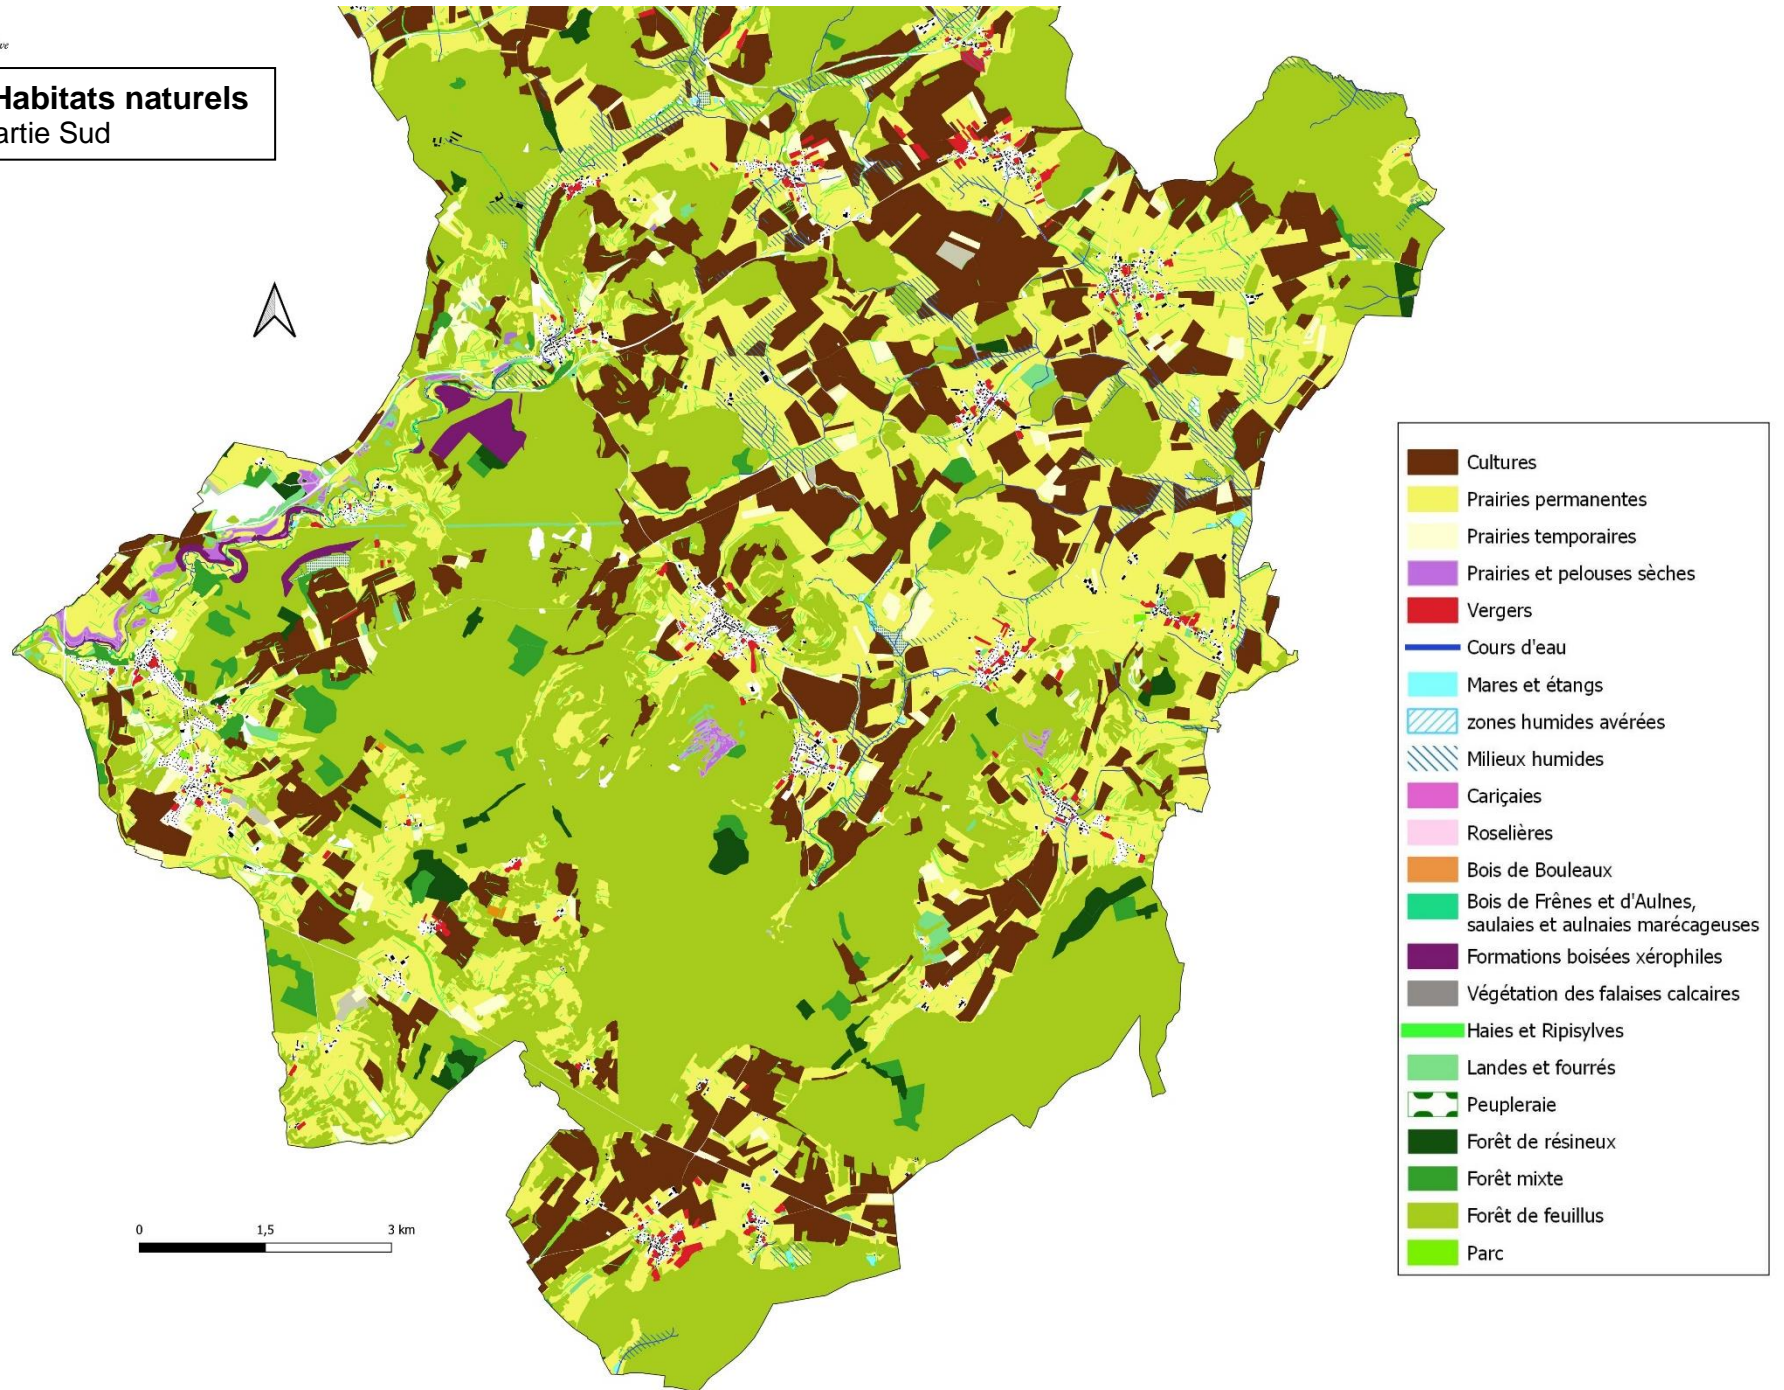 Habitats naturels
artie Sud
Cultures
Prairies permanentes
Prairies temporaires
Prairies et pelouses sèches
Vergers
Cours d'eau
Mares et étangs
zones humides avérées
Milieux humides
Cariçaies
Roselières
Bois de Bouleaux
Bois de Frênes et d'Aulnes,
saulaies et aulnaies marécageuses
Formations boisées xérophiles
Végétation des falaises calcaires
Haies et Ripisylves
Landes et fourrés
Peupleraie
Forêt de résineux
Forêt mixte
Forêt de feuillus
Parc
0 1,5 3 km